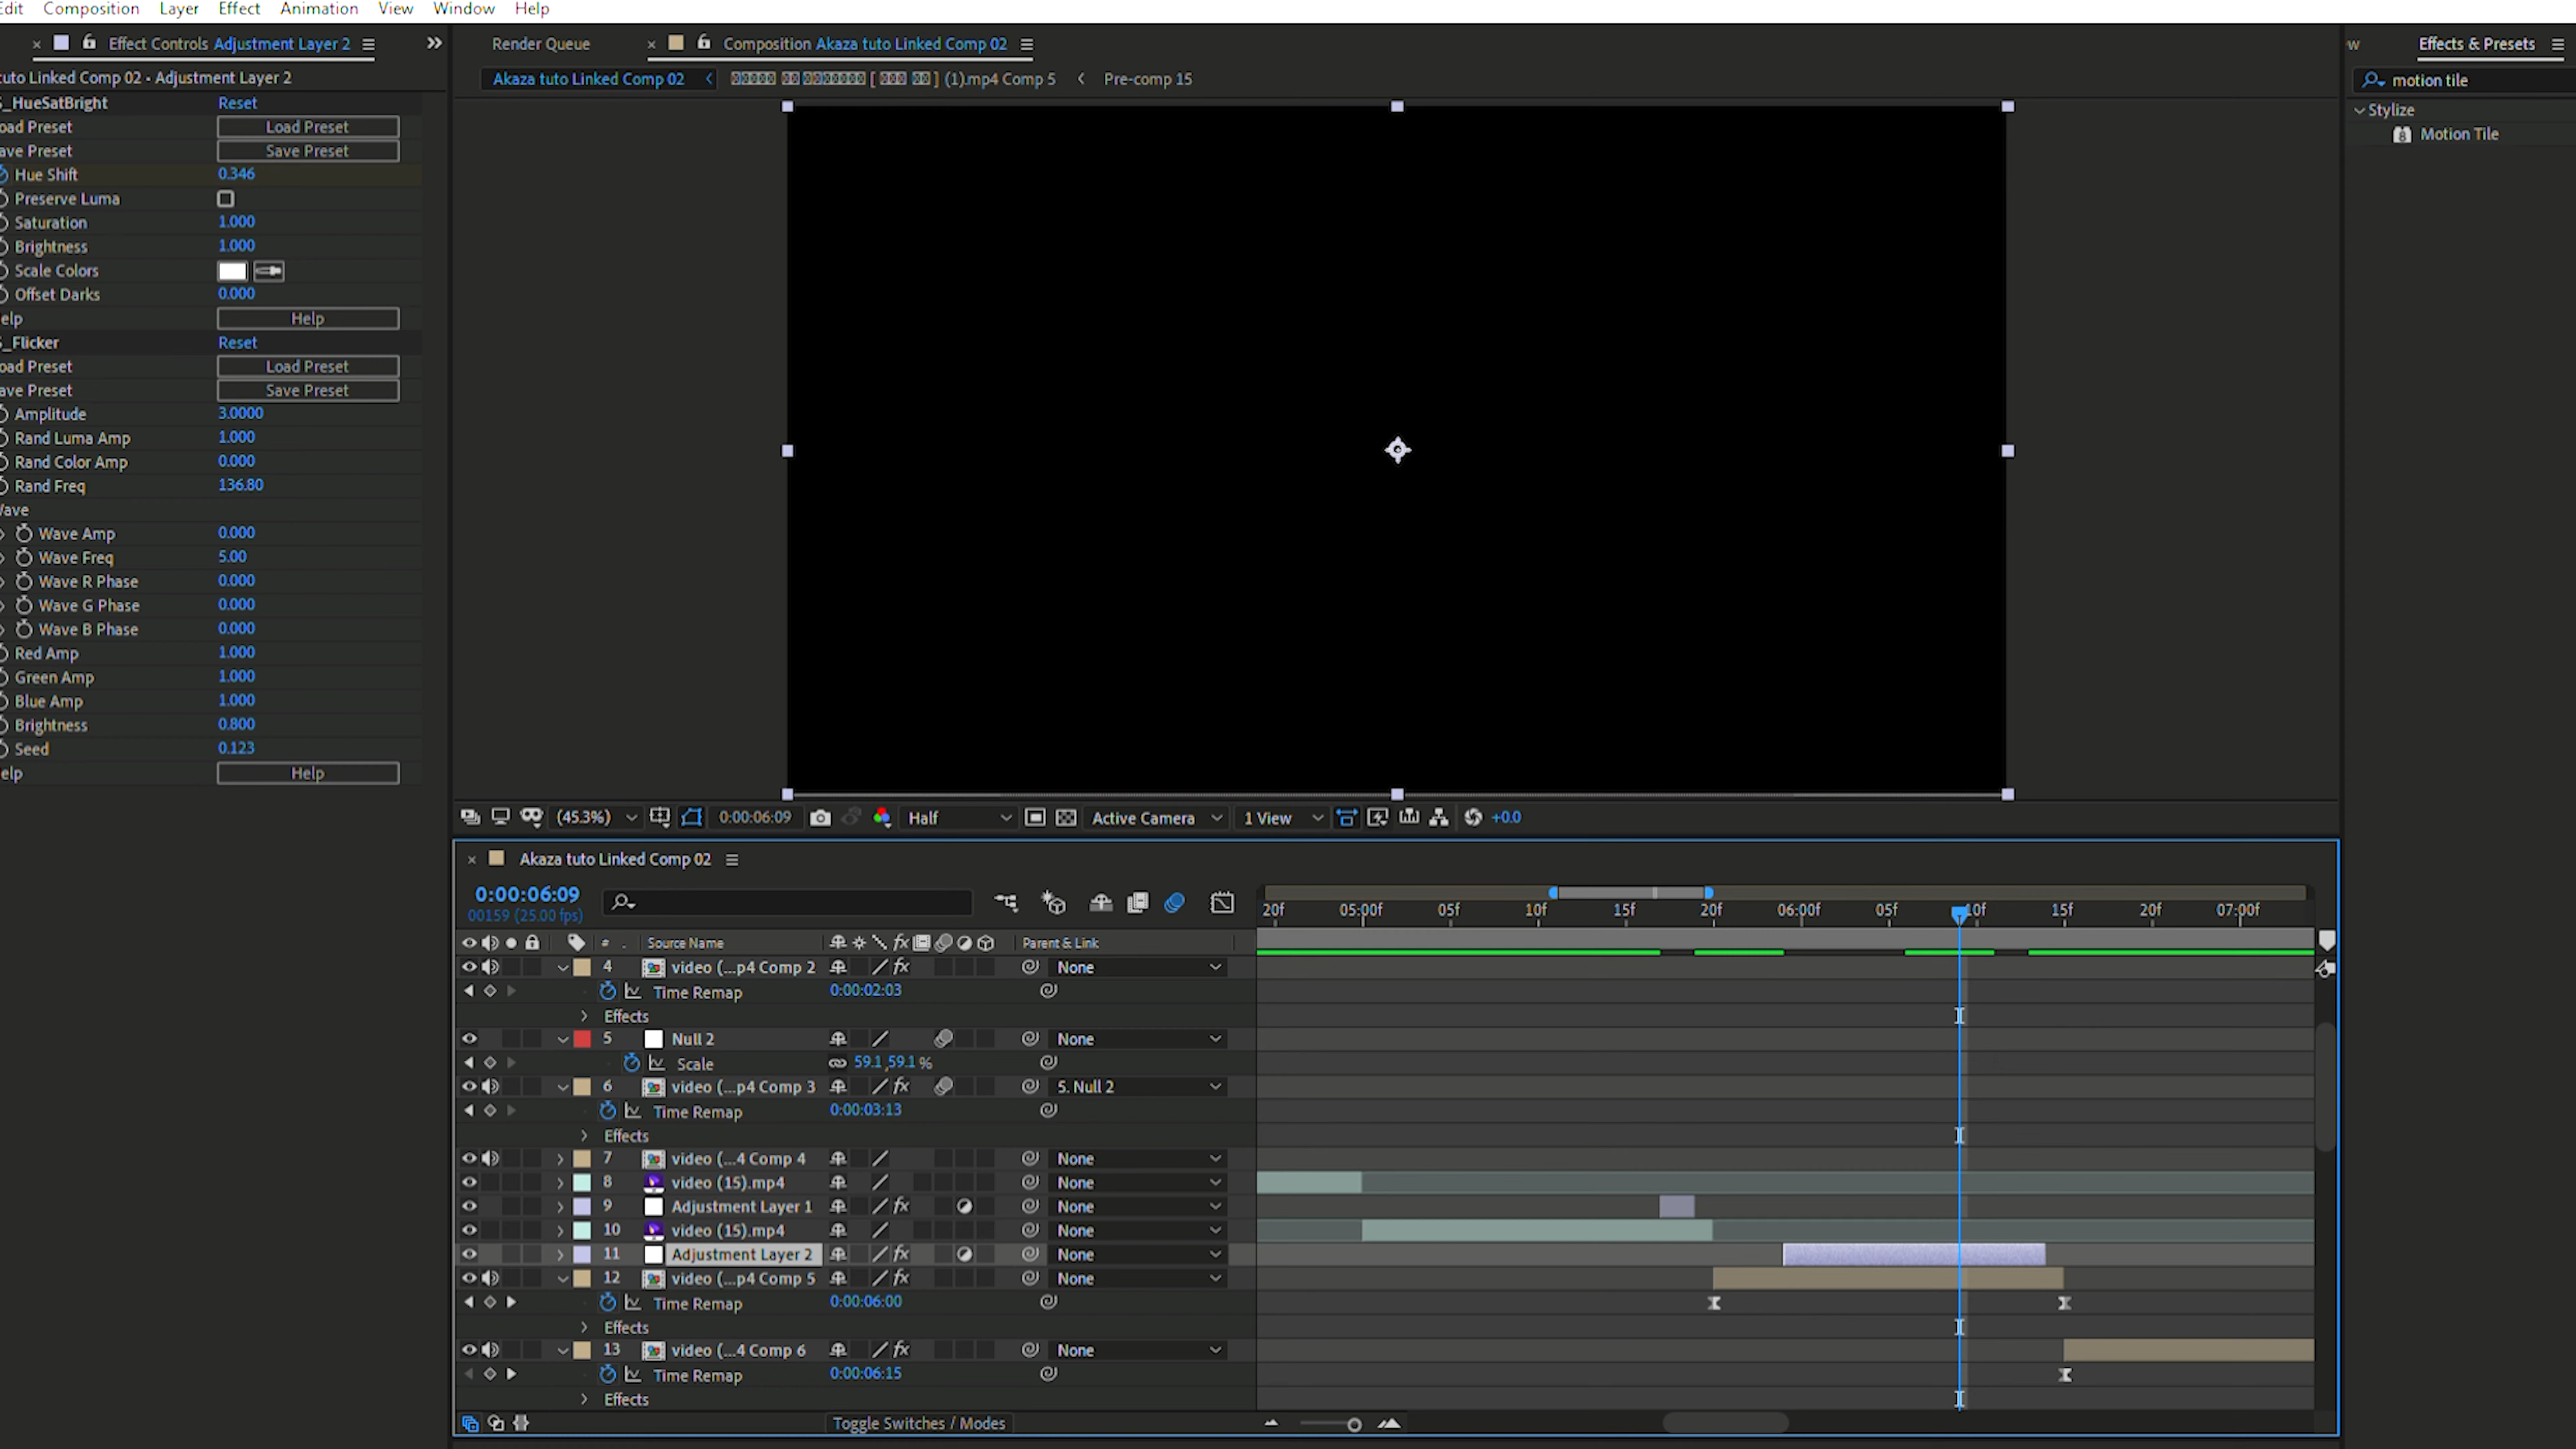 Edit Composition Layer Effect Animation View Window Help
× Effect Controls Adjustment Layer 2
Render Queue
× Composition Akaza tuto Linked Comp 02
Effects & Presets
tuto Linked Comp 02 • Adjustment Layer 2
Akaza tuto Linked Comp 02 (1).mp4 Comp 5 Pre-comp 15
motion tile
Stylize
Motion Tile
S_HueSatBright Reset
oad Preset Load Preset
ave Preset Save Preset
Hue Shift 0.346
Preserve Luma
Saturation 1.000
Brightness 1.000
Scale Colors
Offset Darks 0.000
elp Help
S_Flicker Reset
oad Preset Load Preset
ave Preset Save Preset
Amplitude 3.0000
Rand Luma Amp 1.000
Rand Color Amp 0.000
Rand Freq 136.80
Wave
Wave Amp 0.000
Wave Freq 5.00
Wave R Phase 0.000
Wave G Phase 0.000
Wave B Phase 0.000
Red Amp 1.000
Green Amp 1.000
Blue Amp 1.000
Brightness 0.800
Seed 0.123
elp Help
(45.3%) 0:00:06:09 Half Active Camera 1 View +0.0
× Akaza tuto Linked Comp 02
0:00:06:09
00159 (25.00 fps)
20f 05:00f 05f 10f 15f 20f 06:00f 05f 10f 15f 20f 07:00f
# . Source Name fx Parent & Link
4 video (...p4 Comp 2 fx None
Time Remap 0:00:02:03
Effects
5 Null 2 None
Scale 59.1,59.1 %
6 video (...p4 Comp 3 fx 5. Null 2
Time Remap 0:00:03:13
Effects
7 video (...4 Comp 4 None
8 video (15).mp4 None
9 Adjustment Layer 1 fx None
10 video (15).mp4 None
11 Adjustment Layer 2 fx None
12 video (...p4 Comp 5 fx None
Time Remap 0:00:06:00
Effects
13 video (...4 Comp 6 fx None
Time Remap 0:00:06:15
Effects
Toggle Switches / Modes